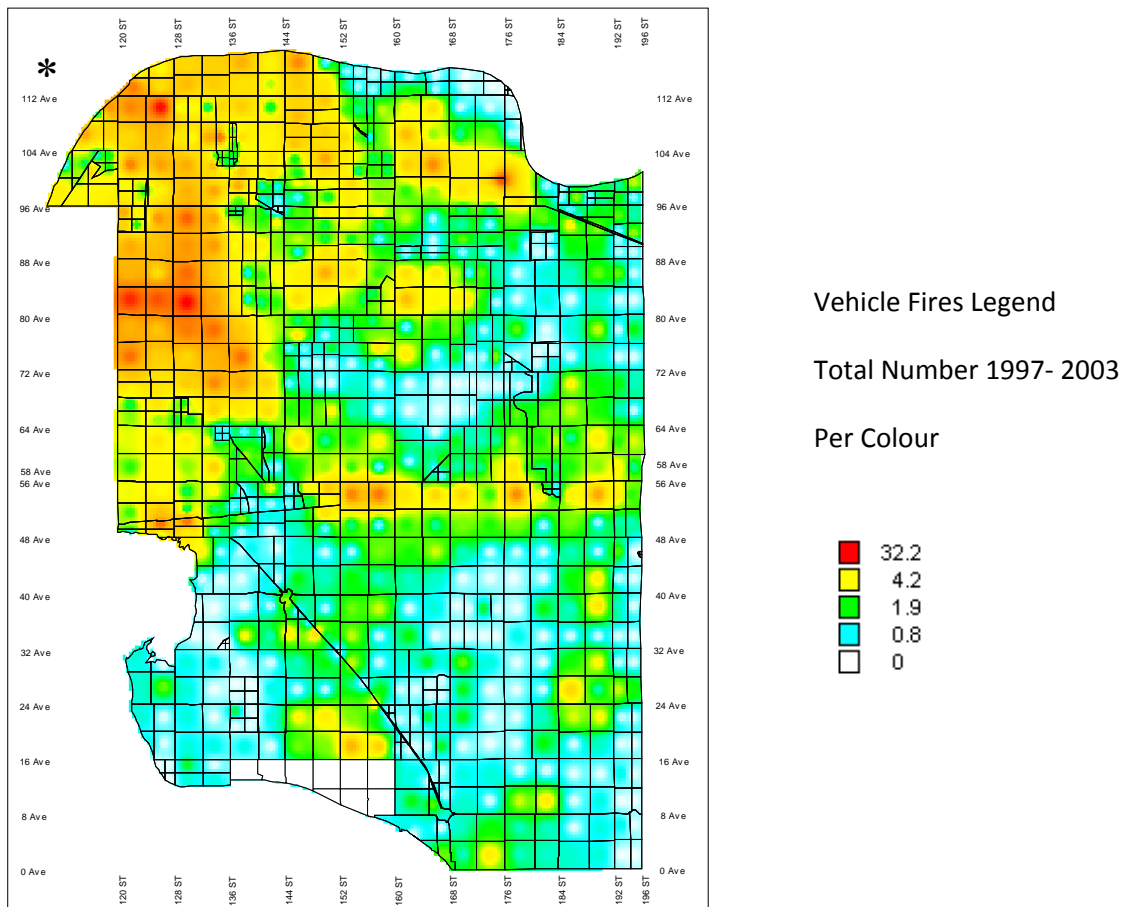 120 ST 128 ST 136 ST 144 ST 152 ST 160 ST 168 ST 176 ST 184 ST 192 ST 196 ST
*
112 Ave 112 Ave
104 Ave 104 Ave
96 Ave 96 Ave
88 Ave 88 Ave
80 Ave 80 Ave
72 Ave 72 Ave
64 Ave 64 Ave
58 Ave 58 Ave
56 Ave 56 Ave
48 Ave 48 Ave
40 Ave 40 Ave
32 Ave 32 Ave
24 Ave 24 Ave
16 Ave 16 Ave
8 Ave 8 Ave
0 Ave 0 Ave
120 ST 128 ST 136 ST 144 ST 152 ST 160 ST 168 ST 176 ST 184 ST 192 ST 196 ST
Vehicle Fires Legend
Total Number 1997- 2003
Per Colour
32.2
4.2
1.9
0.8
0